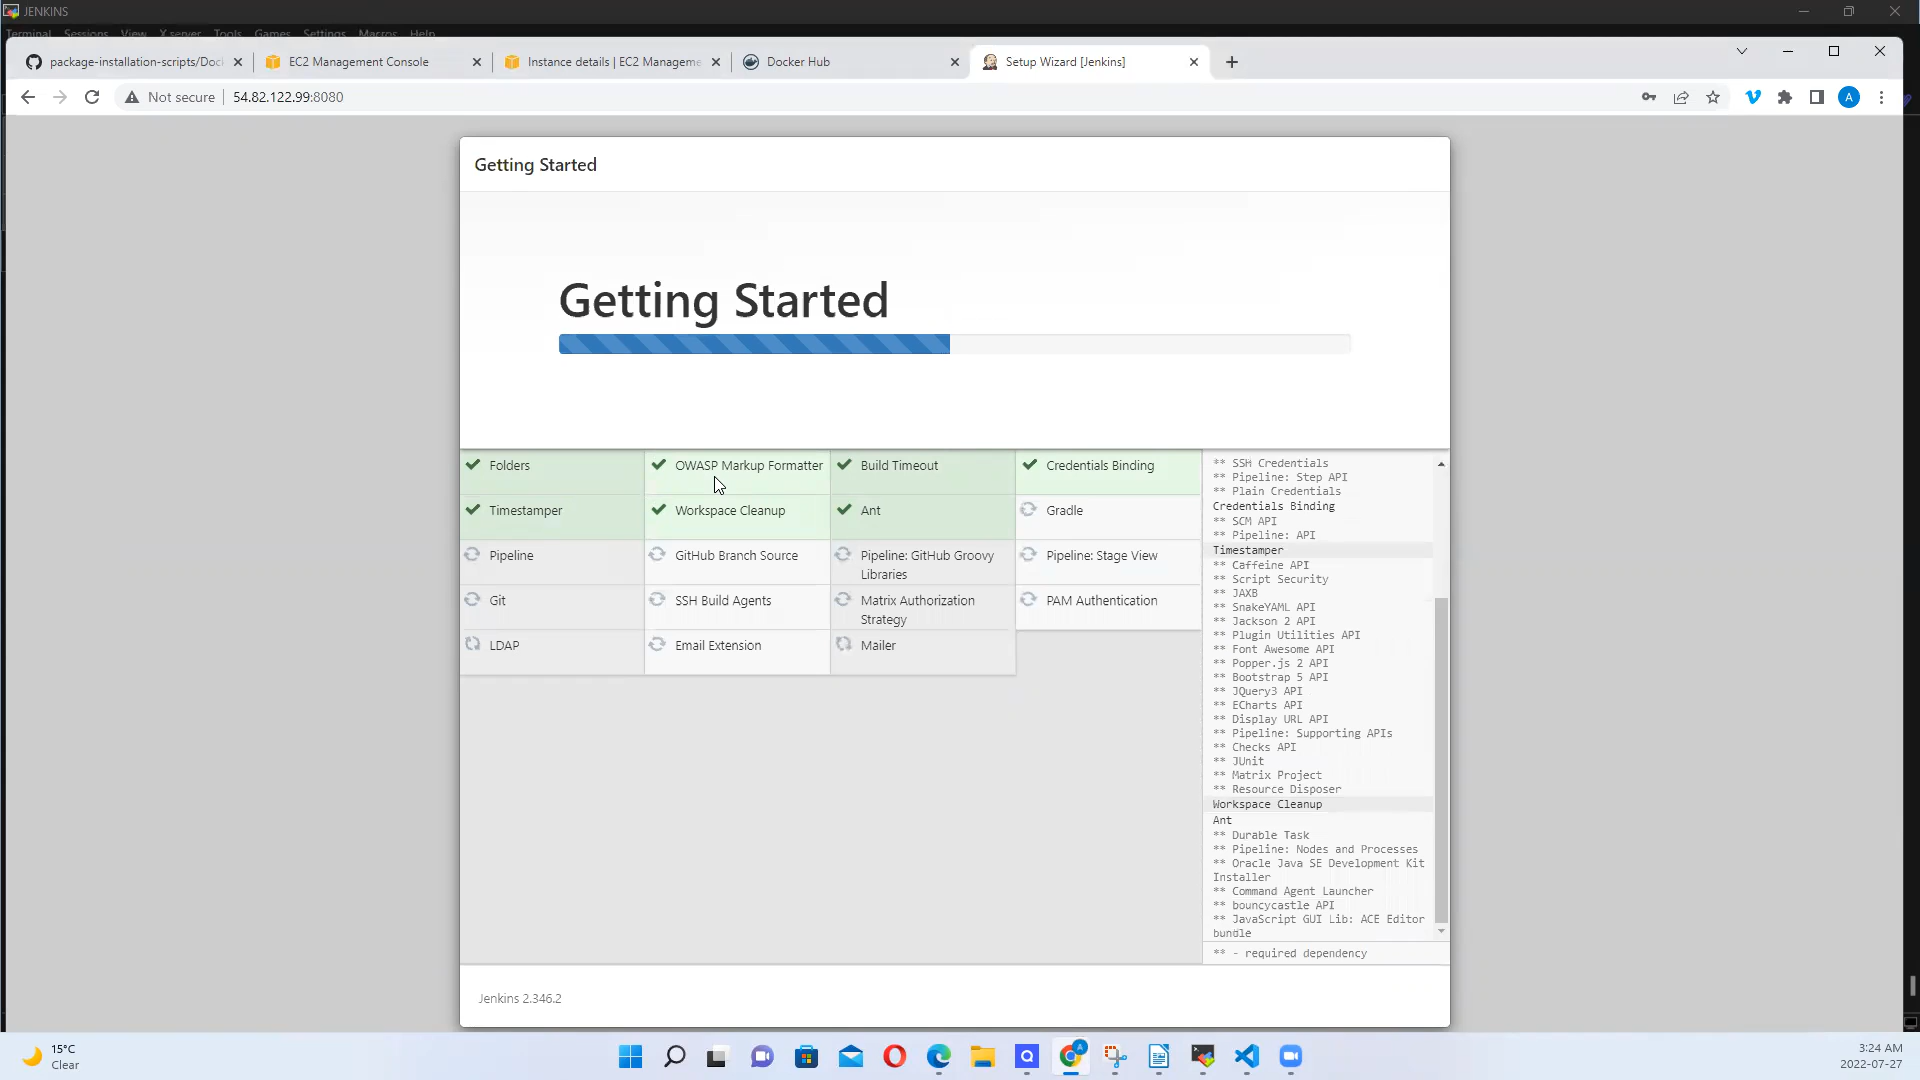 JENKINS
Terminal Sessions View X server Tools Games Settings Macros Help
package-installation-scripts/Doc
EC2 Management Console
Instance details | EC2 Manageme
Docker Hub
Setup Wizard [Jenkins]
Not secure
54.82.122.99:8080
A
Getting Started
Getting Started
Folders
OWASP Markup Formatter
Build Timeout
Credentials Binding
Timestamper
Workspace Cleanup
Ant
Gradle
Pipeline
GitHub Branch Source
Pipeline: GitHub Groovy
Libraries
Pipeline: Stage View
Git
SSH Build Agents
Matrix Authorization
Strategy
PAM Authentication
LDAP
Email Extension
Mailer
** SSH Credentials
** Pipeline: Step API
** Plain Credentials
Credentials Binding
** SCM API
** Pipeline: API
Timestamper
** Caffeine API
** Script Security
** JAXB
** SnakeYAML API
** Jackson 2 API
** Plugin Utilities API
** Font Awesome API
** Popper.js 2 API
** Bootstrap 5 API
** JQuery3 API
** ECharts API
** Display URL API
** Pipeline: Supporting APIs
** Checks API
** JUnit
** Matrix Project
** Resource Disposer
Workspace Cleanup
Ant
** Durable Task
** Pipeline: Nodes and Processes
** Oracle Java SE Development Kit
Installer
** Command Agent Launcher
** bouncycastle API
** JavaScript GUI Lib: ACE Editor
bundle
** - required dependency
Jenkins 2.346.2
15°C
Clear
A
3:24 AM
2022-07-27